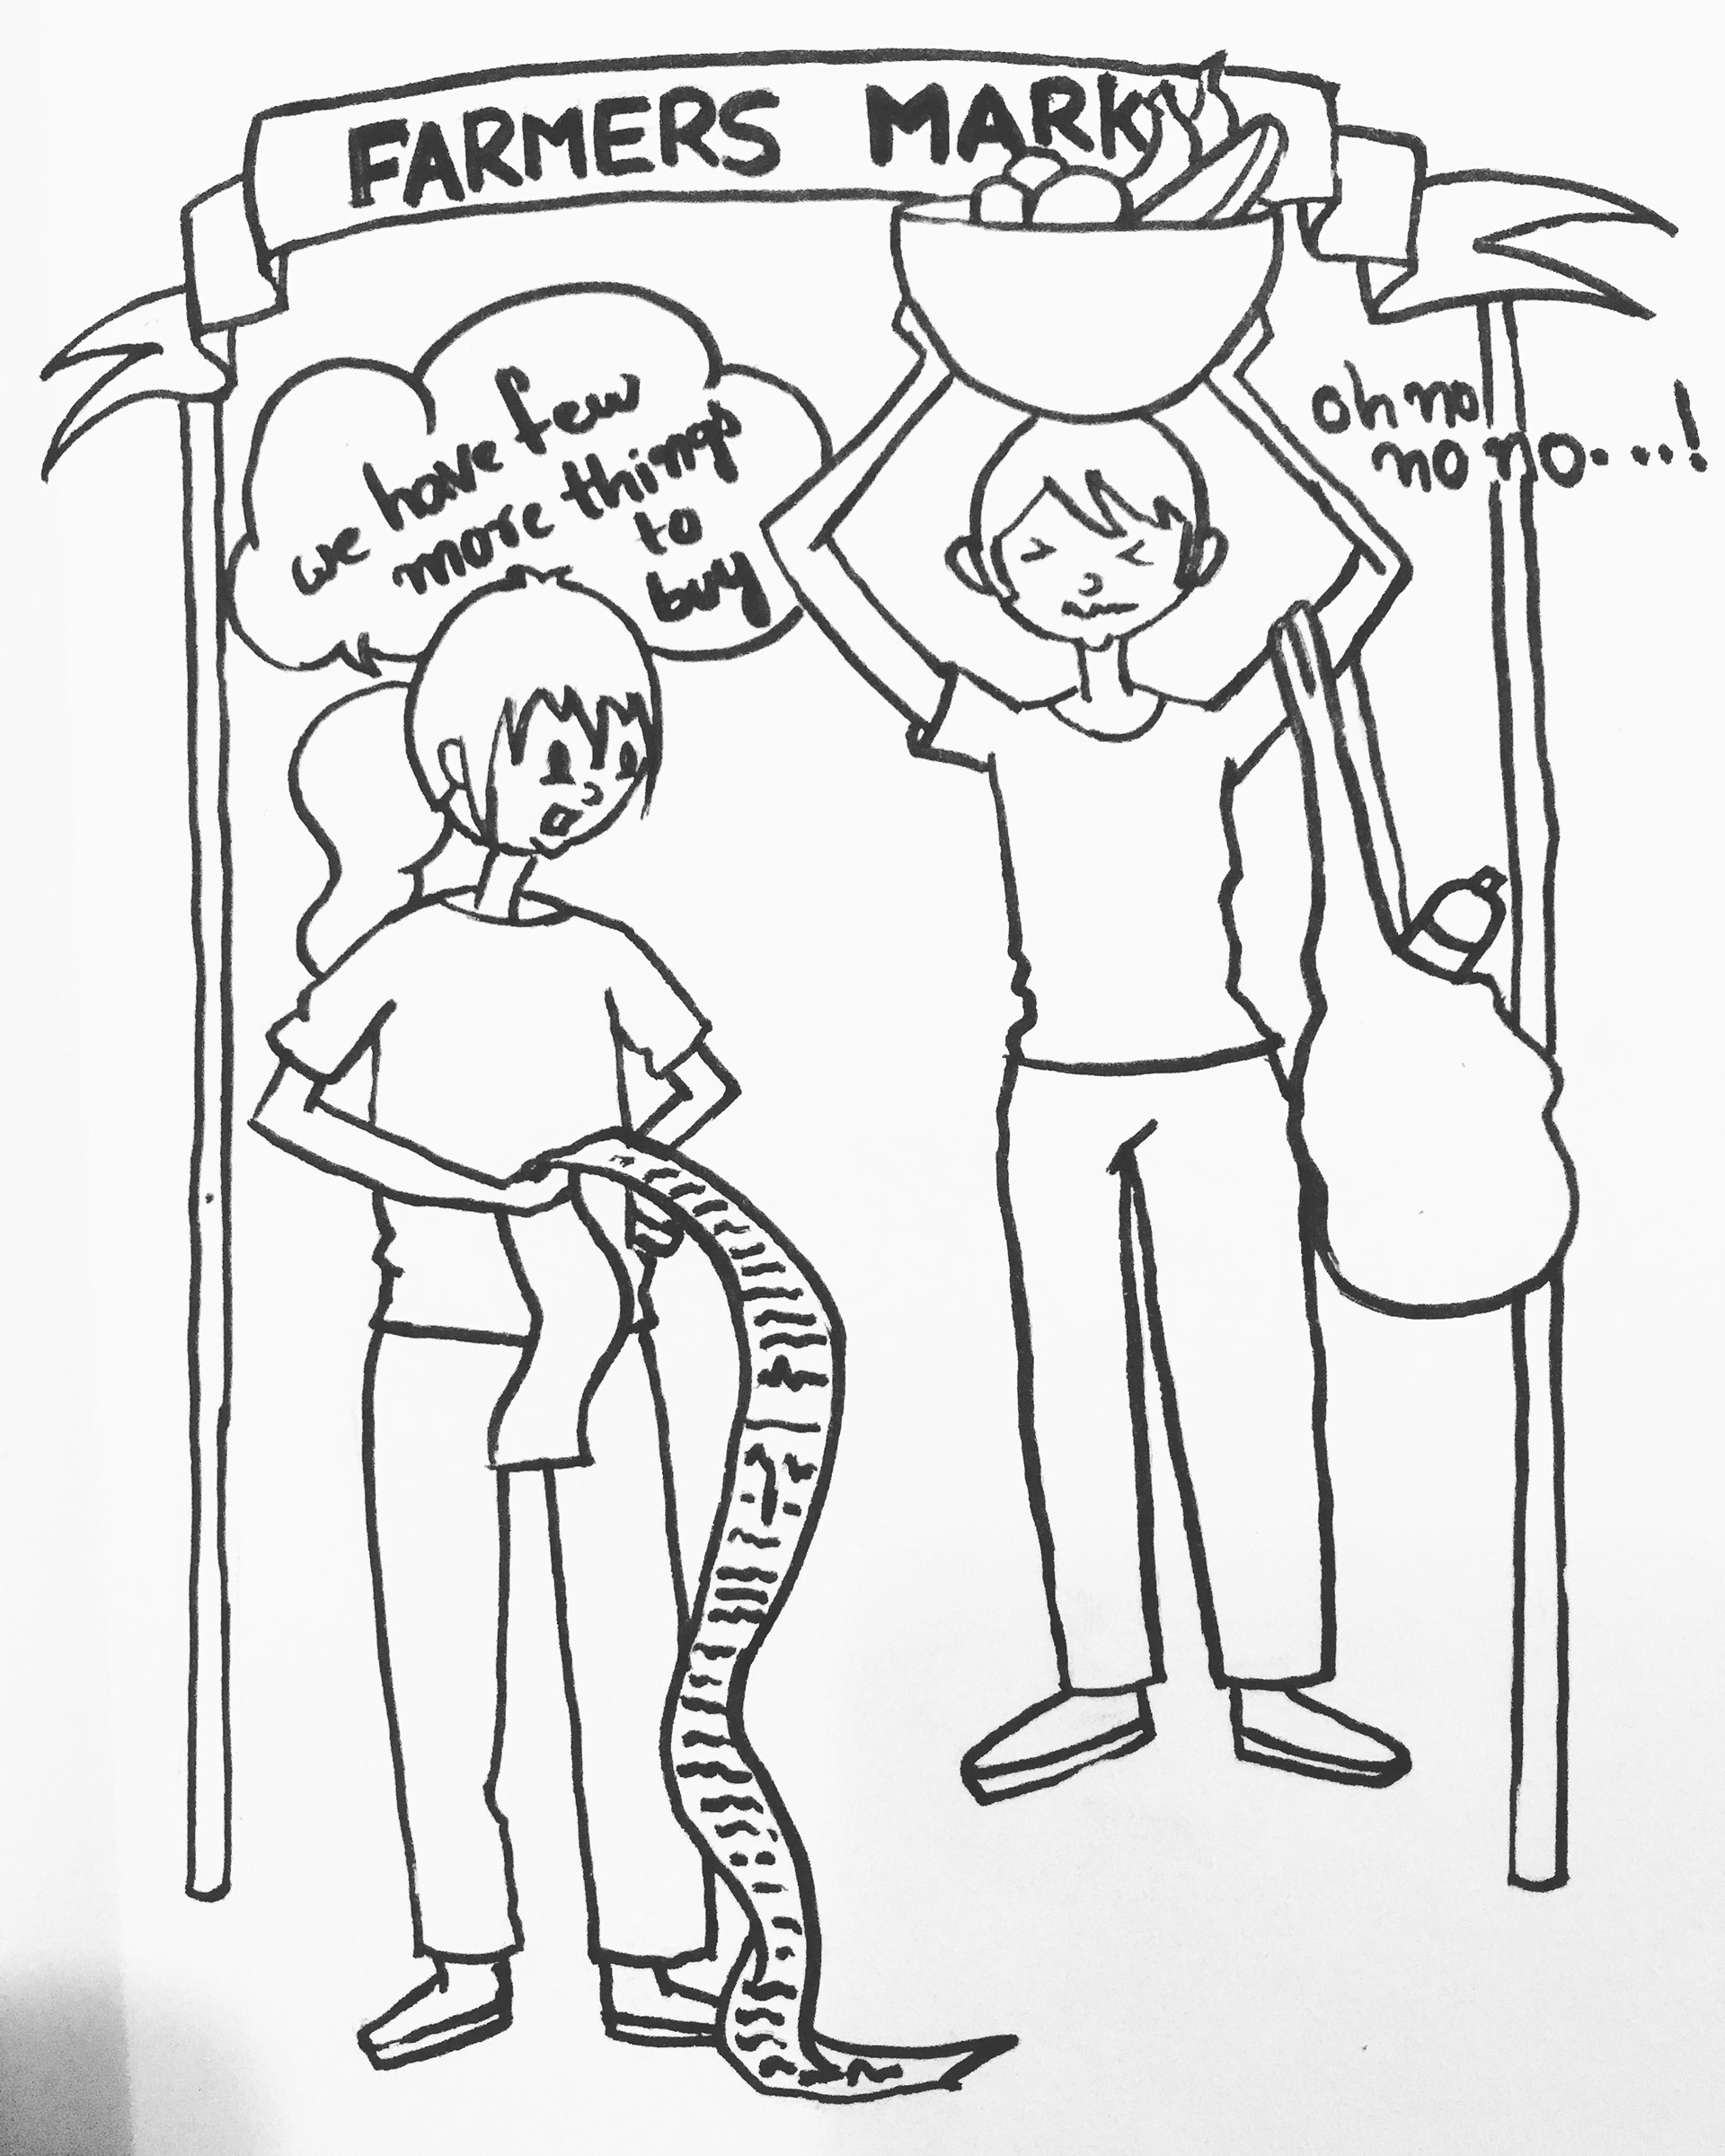 FARMERS MARK
we have few
more things
to
buy
oh no
no no....!